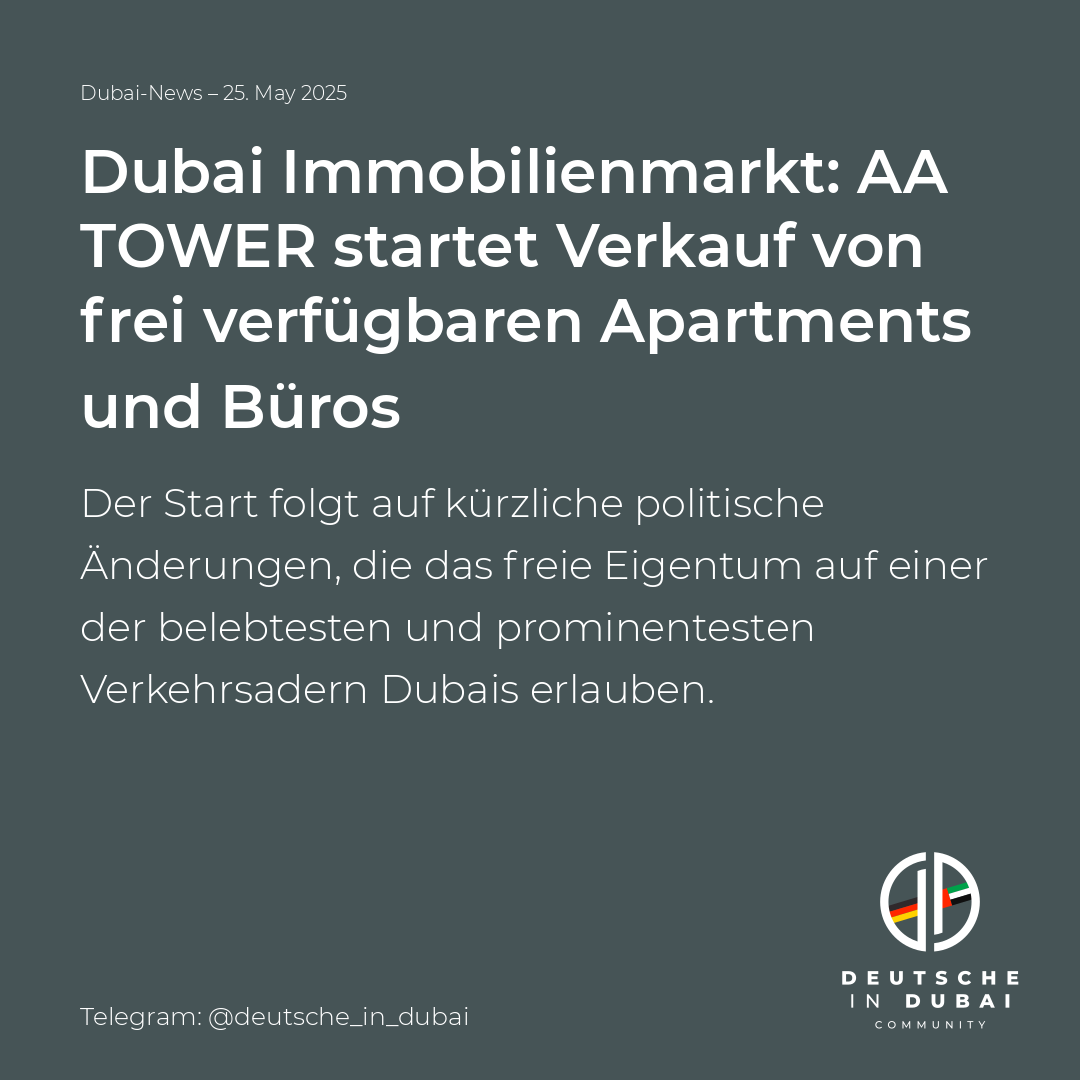 Dubai-News – 25. May 2025
Dubai Immobilienmarkt: AA
TOWER startet Verkauf von
frei verfügbaren Apartments
und Büros
Der Start folgt auf kürzliche politische
Änderungen, die das freie Eigentum auf einer
der belebtesten und prominentesten
Verkehrsadern Dubais erlauben.
DEUTSCHE
IN DUBAI
COMMUNITY
Telegram: @deutsche_in_dubai